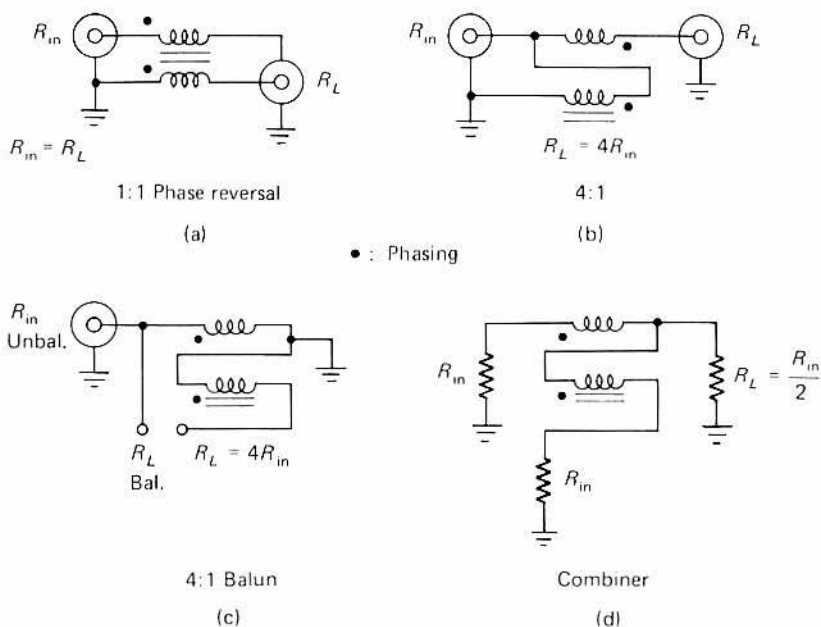 R_in
R_L
R_in = R_L
1:1 Phase reversal
(a)
R_in
R_L
R_L = 4R_in
4:1
(b)
● : Phasing
R_in
Unbal.
R_L
Bal.
R_L = 4R_in
4:1 Balun
(c)
R_in
R_L = R_in/2
R_in
Combiner
(d)